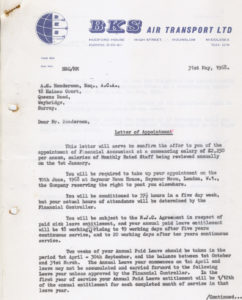 BKS AIR TRANSPORT LTD
31st May, 1968.
A.M. Henderson, Esq., A.C.A.,
18 Haines Court,
Queens Road,
Weybridge,
Surrey.
Dear Mr Henderson,
Letter of Appointment
This letter will serve to confirm the offer to you of the
appointment of Financial Accountant at a commencing salary of £2,250
per annum, salaries of Monthly Rated Staff being reviewed annually
on the 1st January.
You will be required to take your appointment on the
10th June, 1968 at Seymour Mews House, Seymour Mews, London, W.1.,
the Company reserving the right to post you elsewhere.
You will be conditioned to 39½ hours in a five day week,
but your actual hours of attendance will be determined by the
Financial Controller.
You will be subject to the N.J.C. Agreement in respect of
paid sick leave entitlement, and your annual paid leave entitlement
will be 18 working days rising to 20 working days after five years
continuous service, and to 22 working days after ten years continuous
service.
Two weeks of your Annual Paid Leave should be taken in the
period 1st April - 30th September, and the balance between 1st October
and 31st March. The Annual Leave year commences on 1st April and
leave may not be accumulated and carried forward to the following
leave year unless approved by the Financial Controller. In the
first year of service your Annual Paid Leave entitlement will be 1/12th
of the annual entitlement for each completed month of service in
that leave year.
/Continued..